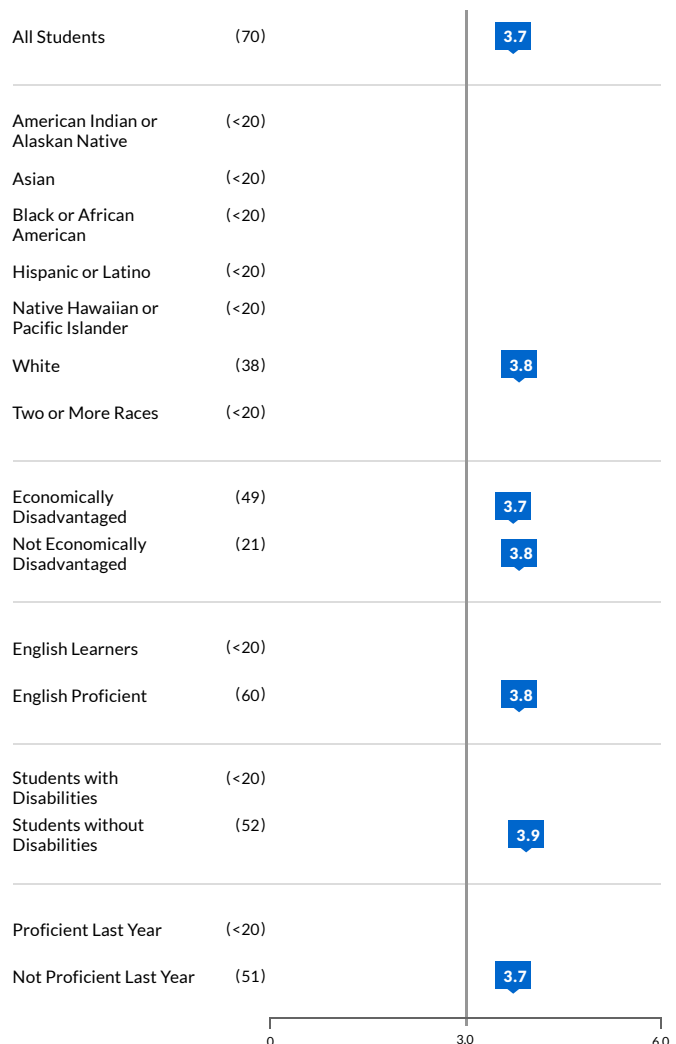 All Students (70) 3.7
American Indian or (<20)
Alaskan Native
Asian (<20)
Black or African (<20)
American
Hispanic or Latino (<20)
Native Hawaiian or (<20)
Pacific Islander
White (38) 3.8
Two or More Races (<20)
Economically (49) 3.7
Disadvantaged
Not Economically (21) 3.8
Disadvantaged
English Learners (<20)
English Proficient (60) 3.8
Students with (<20)
Disabilities
Students without (52) 3.9
Disabilities
Proficient Last Year (<20)
Not Proficient Last Year (51) 3.7
0 3.0 6.0